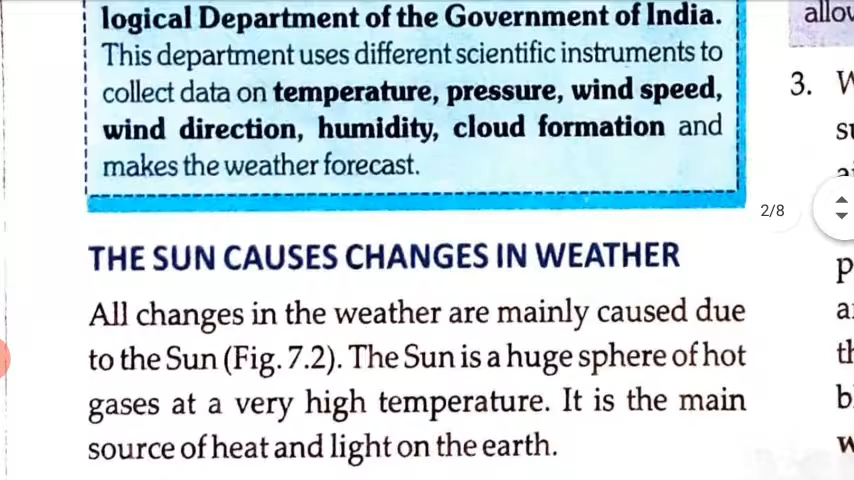 logical Department of the Government of India.
This department uses different scientific instruments to
collect data on temperature, pressure, wind speed,
wind direction, humidity, cloud formation and
makes the weather forecast.
THE SUN CAUSES CHANGES IN WEATHER
All changes in the weather are mainly caused due
to the Sun (Fig. 7.2). The Sun is a huge sphere of hot
gases at a very high temperature. It is the main
source of heat and light on the earth.
3.
2/8